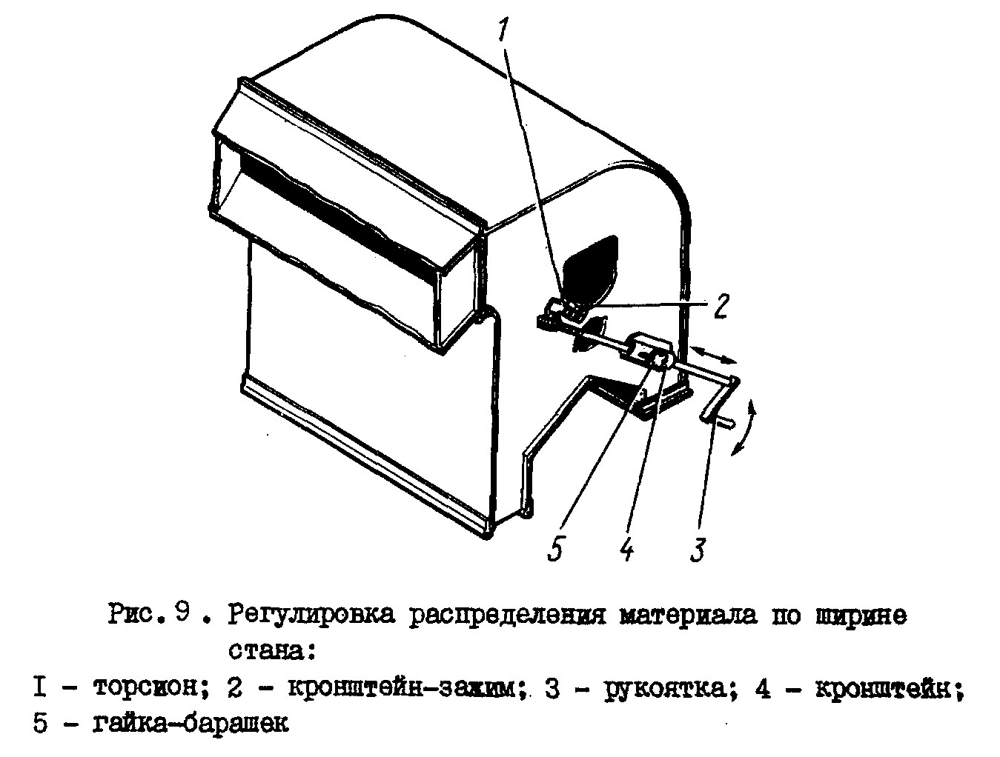 1
2
5 4 3
Рис. 9 . Регулировка распределения материала по ширине
стана:
I - торсион; 2 - кронштейн-зажим; 3 - рукоятка; 4 - кронштейн;
5 - гайка-барашек